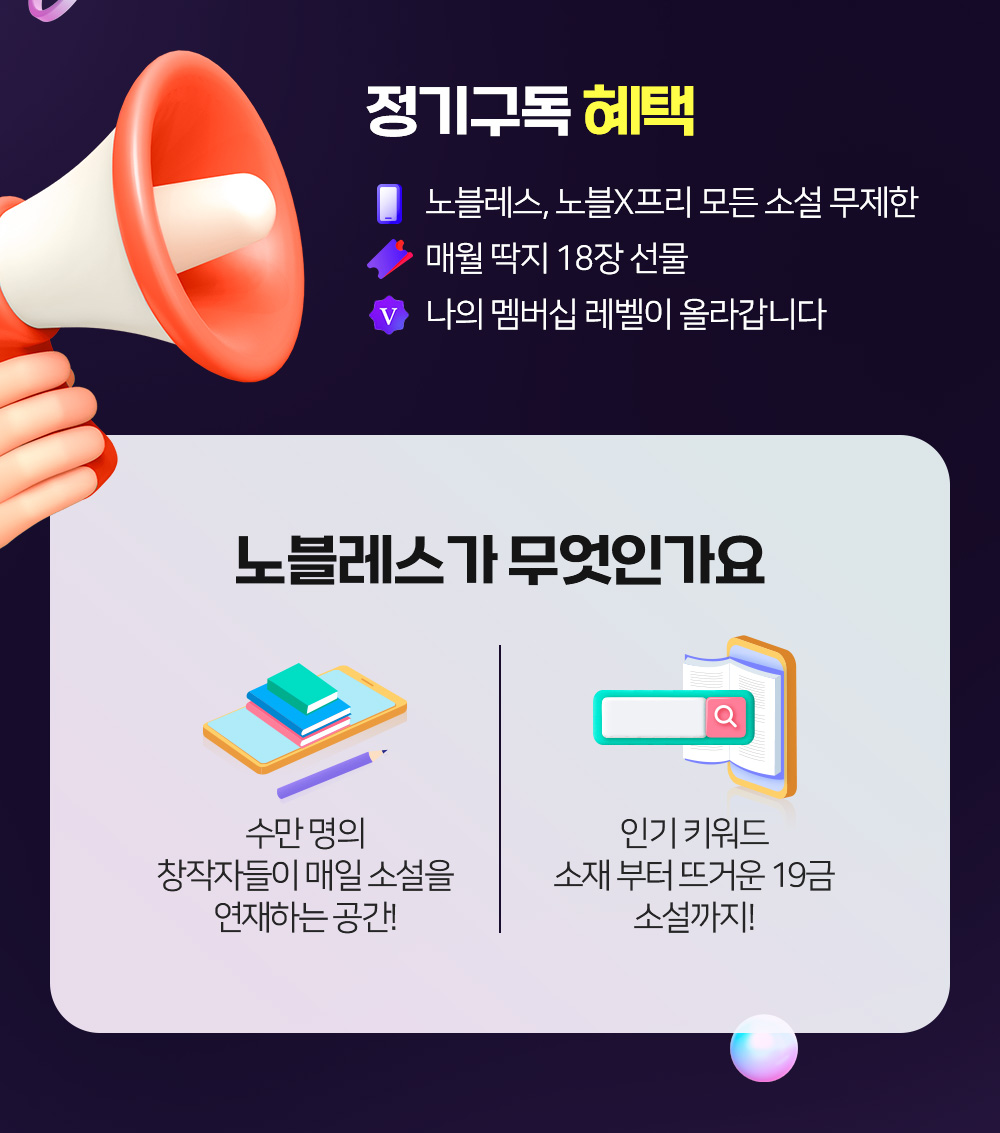 정기구독 혜택
노블레스, 노블X프리 모든 소설 무제한
매월 딱지 18장 선물
V 나의 멤버십 레벨이 올라갑니다
노블레스가 무엇인가요
수만 명의
창작자들이 매일 소설을
연재하는 공간!
인기 키워드
소재 부터 뜨거운 19금
소설까지!